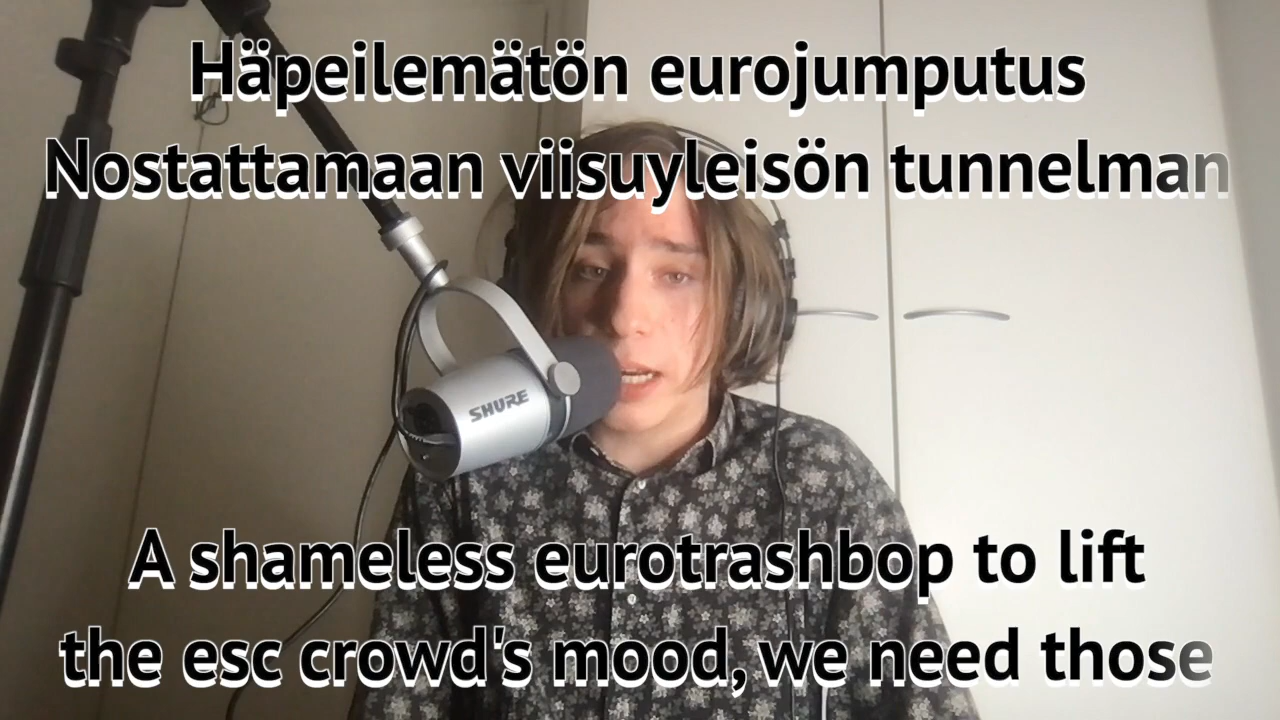 Häpeilemätön eurojumputus
Nostattamaan viisuyleisön tunnelman
SHURE
A shameless eurotrashbop to lift
the esc crowd's mood, we need those